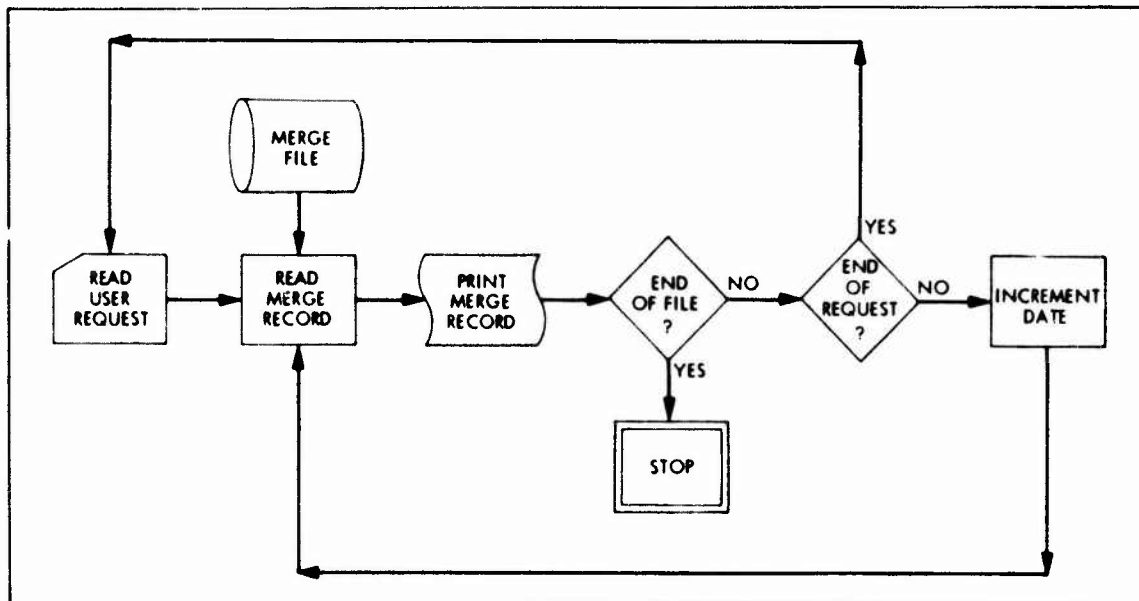 MERGE
FILE
READ
USER
REQUEST
READ
MERGE
RECORD
PRINT
MERGE
RECORD
END
OF FILE
?
NO
YES
STOP
END
OF
REQUEST
?
YES
NO
INCREMENT
DATE